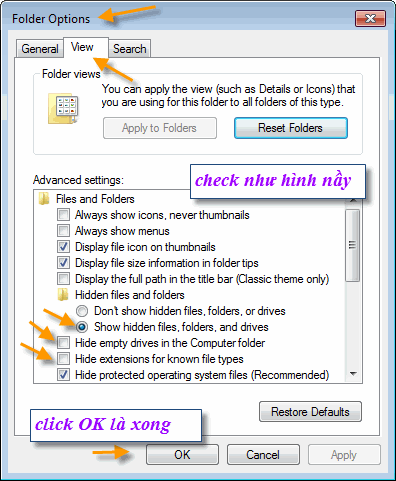 Folder Options
General
View
Search
Folder views
You can apply the view (such as Details or Icons) that
you are using for this folder to all folders of this type.
Apply to Folders
Reset Folders
check như hình nầy
Advanced settings:
Files and Folders
Always show icons, never thumbnails
Always show menus
Display file icon on thumbnails
Display file size information in folder tips
Display the full path in the title bar (Classic theme only)
Hidden files and folders
Don't show hidden files, folders, or drives
Show hidden files, folders, and drives
Hide empty drives in the Computer folder
Hide extensions for known file types
Hide protected operating system files (Recommended)
Restore Defaults
click OK là xong
OK
Cancel
Apply